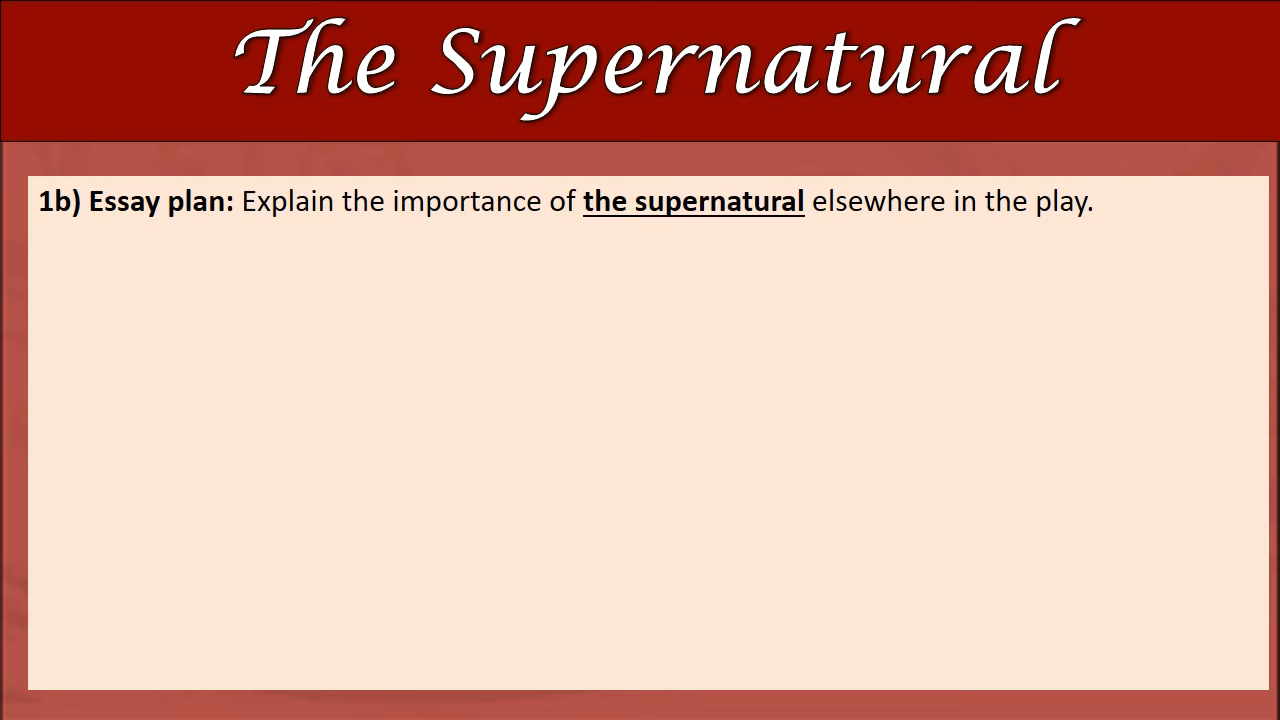 The Supernatural
1b) Essay plan: Explain the importance of the supernatural elsewhere in the play.